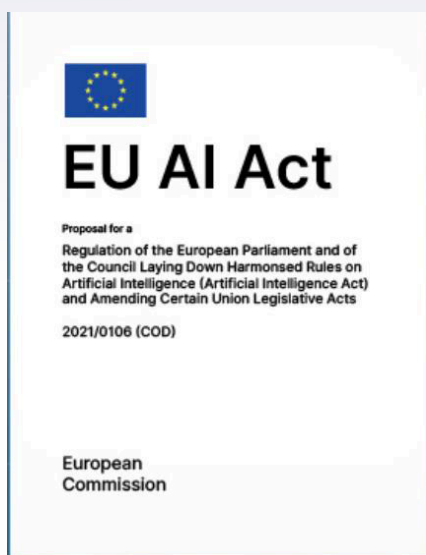 EU AI Act
Proposal for a
Regulation of the European Parliament and of
the Council Laying Down Harmonsed Rules on
Artificial Intelligence (Artificial Intelligence Act)
and Amending Certain Union Legislative Acts
2021/0106 (COD)
European
Commission